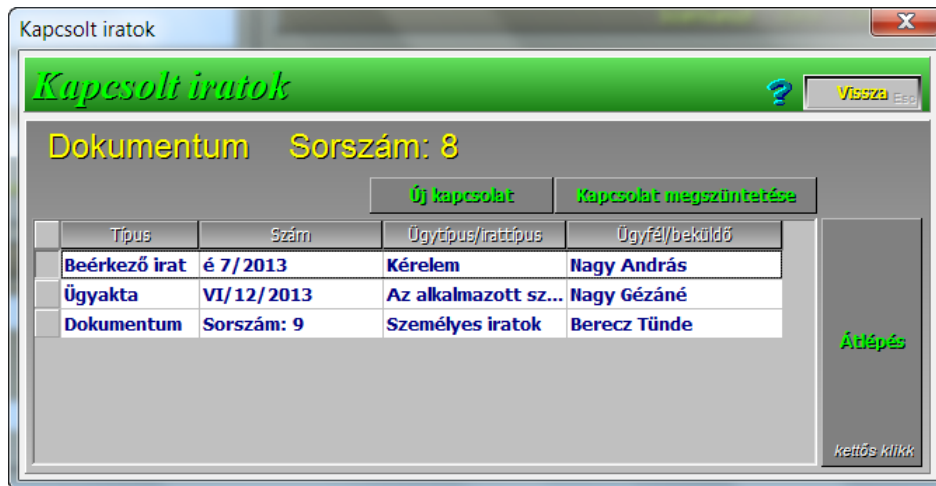 Kapcsolt iratok
Kapcsolt iratok
? Vissza Esc
Dokumentum Sorszám: 8
Új kapcsolat Kapcsolat megszüntetése
Típus Szám Ügytípus/irattípus Ügyfél/beküldő
Beérkező irat é 7/2013 Kérelem Nagy András
Ügyakta VI/12/2013 Az alkalmazott sz... Nagy Gézáné
Dokumentum Sorszám: 9 Személyes iratok Berecz Tünde
Átlépés
kettős klikk